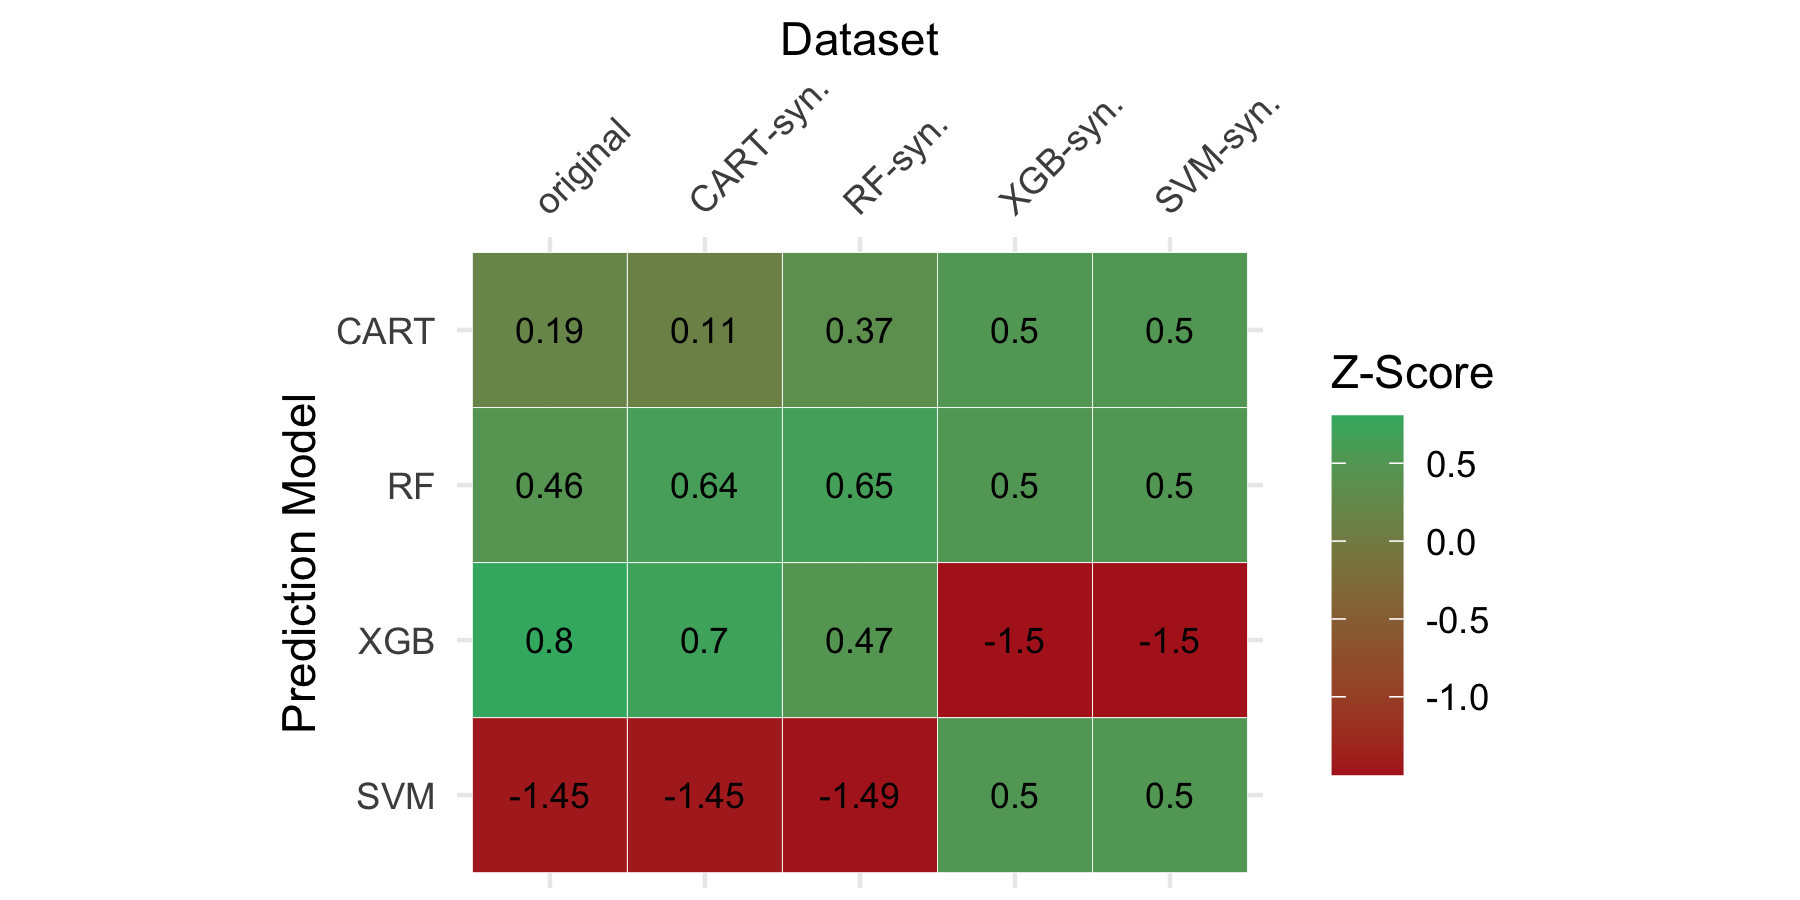 Dataset
original CART-syn. RF-syn. XGB-syn. SVM-syn.
Prediction Model
CART 0.19 0.11 0.37 0.5 0.5
RF 0.46 0.64 0.65 0.5 0.5
XGB 0.8 0.7 0.47 -1.5 -1.5
SVM -1.45 -1.45 -1.49 0.5 0.5
Z-Score
0.5
0.0
-0.5
-1.0